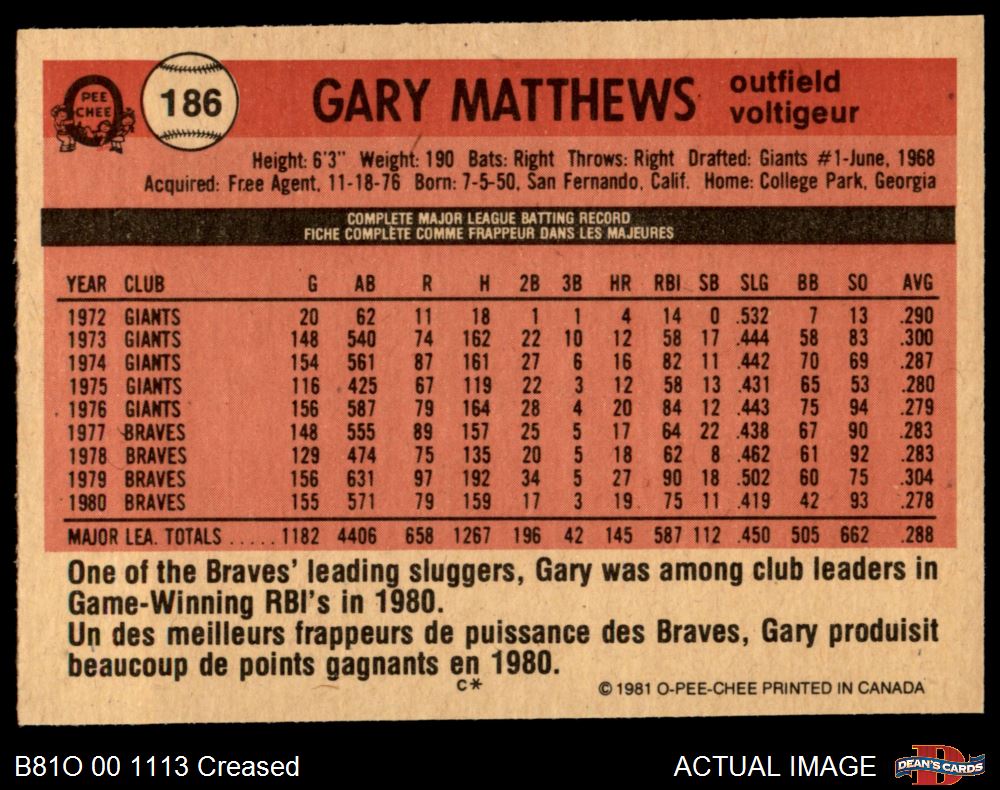 PEE
CHEE
186
GARY MATTHEWS
outfield
voltigeur
Height: 6'3" Weight: 190 Bats: Right Throws: Right Drafted: Giants #1-June, 1968
Acquired: Free Agent, 11-18-76 Born: 7-5-50, San Fernando, Calif. Home: College Park, Georgia
COMPLETE MAJOR LEAGUE BATTING RECORD
FICHE COMPLÈTE COMME FRAPPEUR DANS LES MAJEURES
YEAR CLUB G AB R H 2B 3B HR RBI SB SLG BB SO AVG
1972 GIANTS 20 62 11 18 1 1 4 14 0 .532 7 13 .290
1973 GIANTS 148 540 74 162 22 10 12 58 17 .444 58 83 .300
1974 GIANTS 154 561 87 161 27 6 16 82 11 .442 70 69 .287
1975 GIANTS 116 425 67 119 22 3 12 58 13 .431 65 53 .280
1976 GIANTS 156 587 79 164 28 4 20 84 12 .443 75 94 .279
1977 BRAVES 148 555 89 157 25 5 17 64 22 .438 67 90 .283
1978 BRAVES 129 474 75 135 20 5 18 62 8 .462 61 92 .283
1979 BRAVES 156 631 97 192 34 5 27 90 18 .502 60 75 .304
1980 BRAVES 155 571 79 159 17 3 19 75 11 .419 42 93 .278
MAJOR LEA. TOTALS ..... 1182 4406 658 1267 196 42 145 587 112 .450 505 662 .288
One of the Braves' leading sluggers, Gary was among club leaders in
Game-Winning RBI's in 1980.
Un des meilleurs frappeurs de puissance des Braves, Gary produisit
beaucoup de points gagnants en 1980.
C*
© 1981 O-PEE-CHEE PRINTED IN CANADA
B81O 00 1113 Creased
ACTUAL IMAGE
D
DEAN'S CARDS